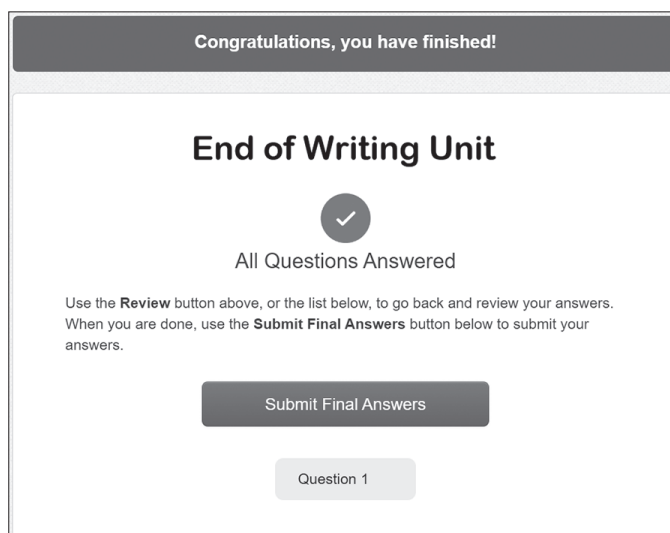 Congratulations, you have finished!
End of Writing Unit
All Questions Answered
Use the Review button above, or the list below, to go back and review your answers.
When you are done, use the Submit Final Answers button below to submit your
answers.
Submit Final Answers
Question 1